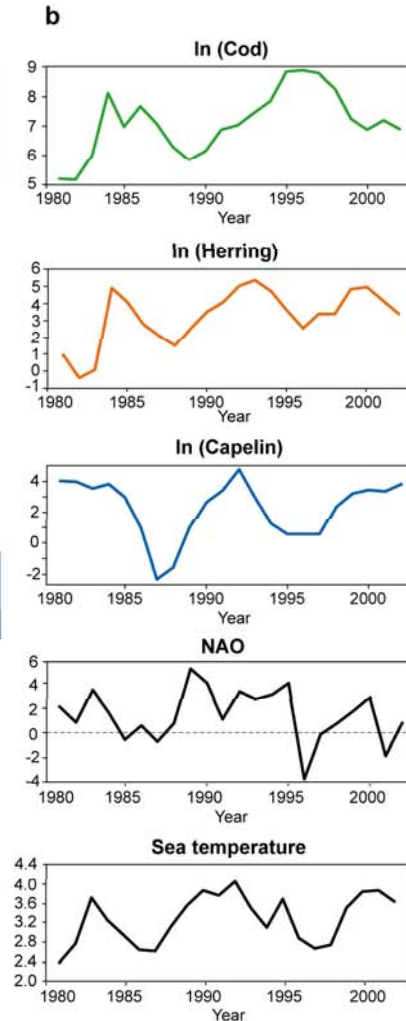 b
ln (Cod)
9
8
7
6
5
1980 1985 1990 1995 2000
Year
ln (Herring)
6
5
4
3
2
1
0
-1
1980 1985 1990 1995 2000
Year
ln (Capelin)
4
2
0
-2
1980 1985 1990 1995 2000
Year
NAO
6
4
2
0
-2
-4
1980 1985 1990 1995 2000
Year
Sea temperature
4.4
4.0
3.6
3.2
2.8
2.4
2.0
1980 1985 1990 1995 2000
Year